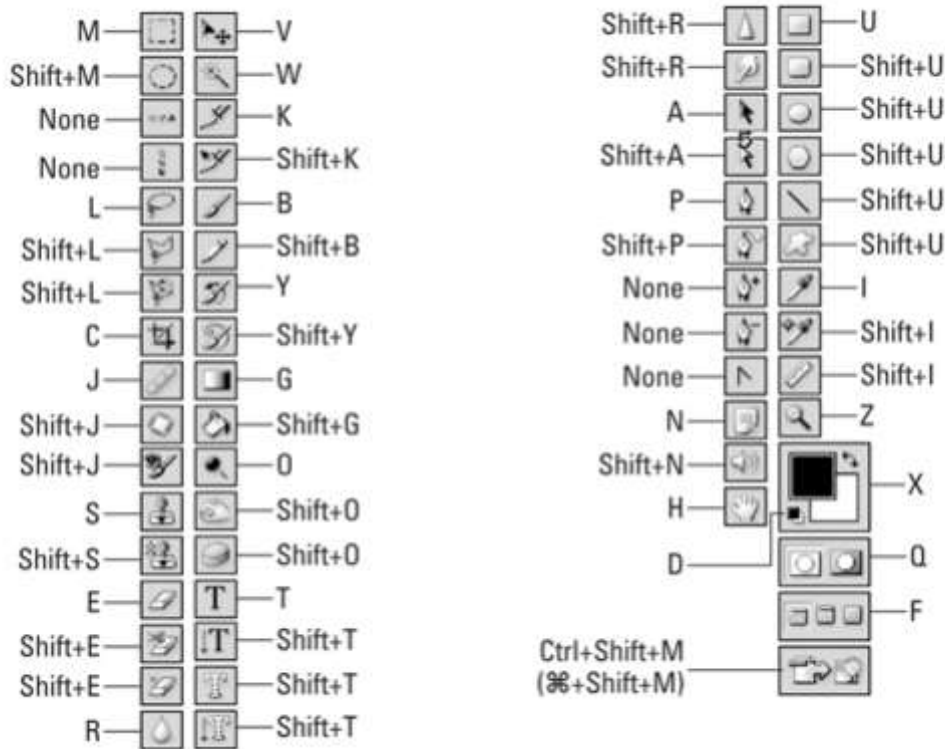 M V
Shift+M W
None K
None Shift+K
L B
Shift+L Shift+B
Shift+L Y
C Shift+Y
J G
Shift+J Shift+G
Shift+J O
S Shift+O
Shift+S Shift+O
E T T
Shift+E T Shift+T
Shift+E T Shift+T
R T Shift+T
Shift+R U
Shift+R Shift+U
A Shift+U
5
Shift+A Shift+U
P Shift+U
Shift+P Shift+U
None I
None Shift+I
None Shift+I
N Z
Shift+N
H X
D Q
F
Ctrl+Shift+M
(⌘+Shift+M)